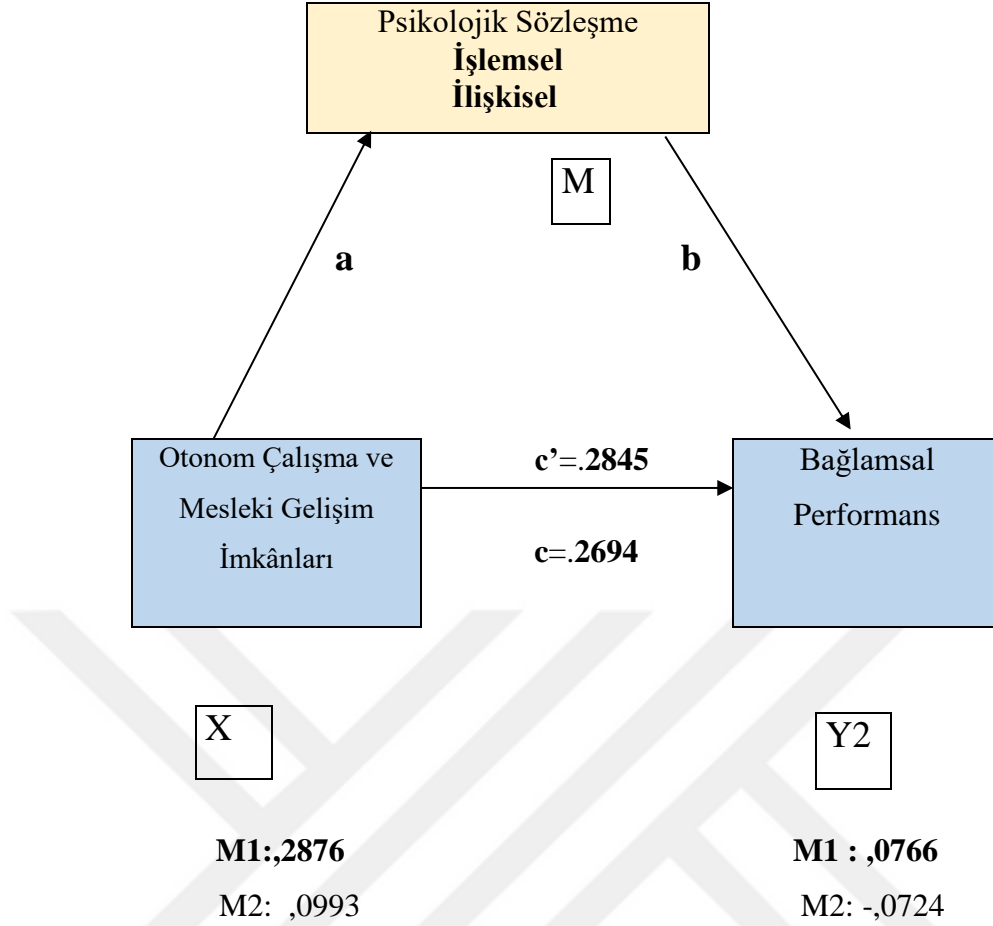 Psikolojik Sözleşme
İşlemsel
İlişkisel
M
a
b
Otonom Çalışma ve
Mesleki Gelişim
İmkânları
c’=.2845
c=.2694
Bağlamsal
Performans
X
Y2
M1:,2876
M1 : ,0766
M2: ,0993
M2: -,0724